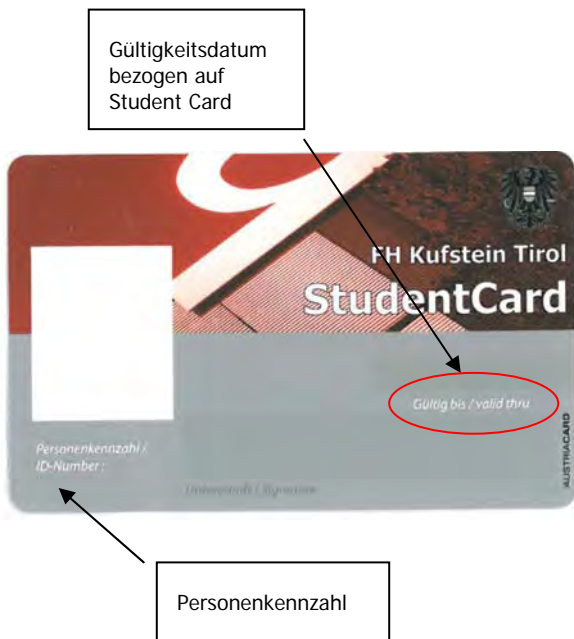 Gültigkeitsdatum
bezogen auf
Student Card
FH Kufstein Tirol
StudentCard
Gültig bis / valid thru
AUSTRIACARD
Personenkennzahl /
ID-Number :
Unterschrift / Signature
Personenkennzahl